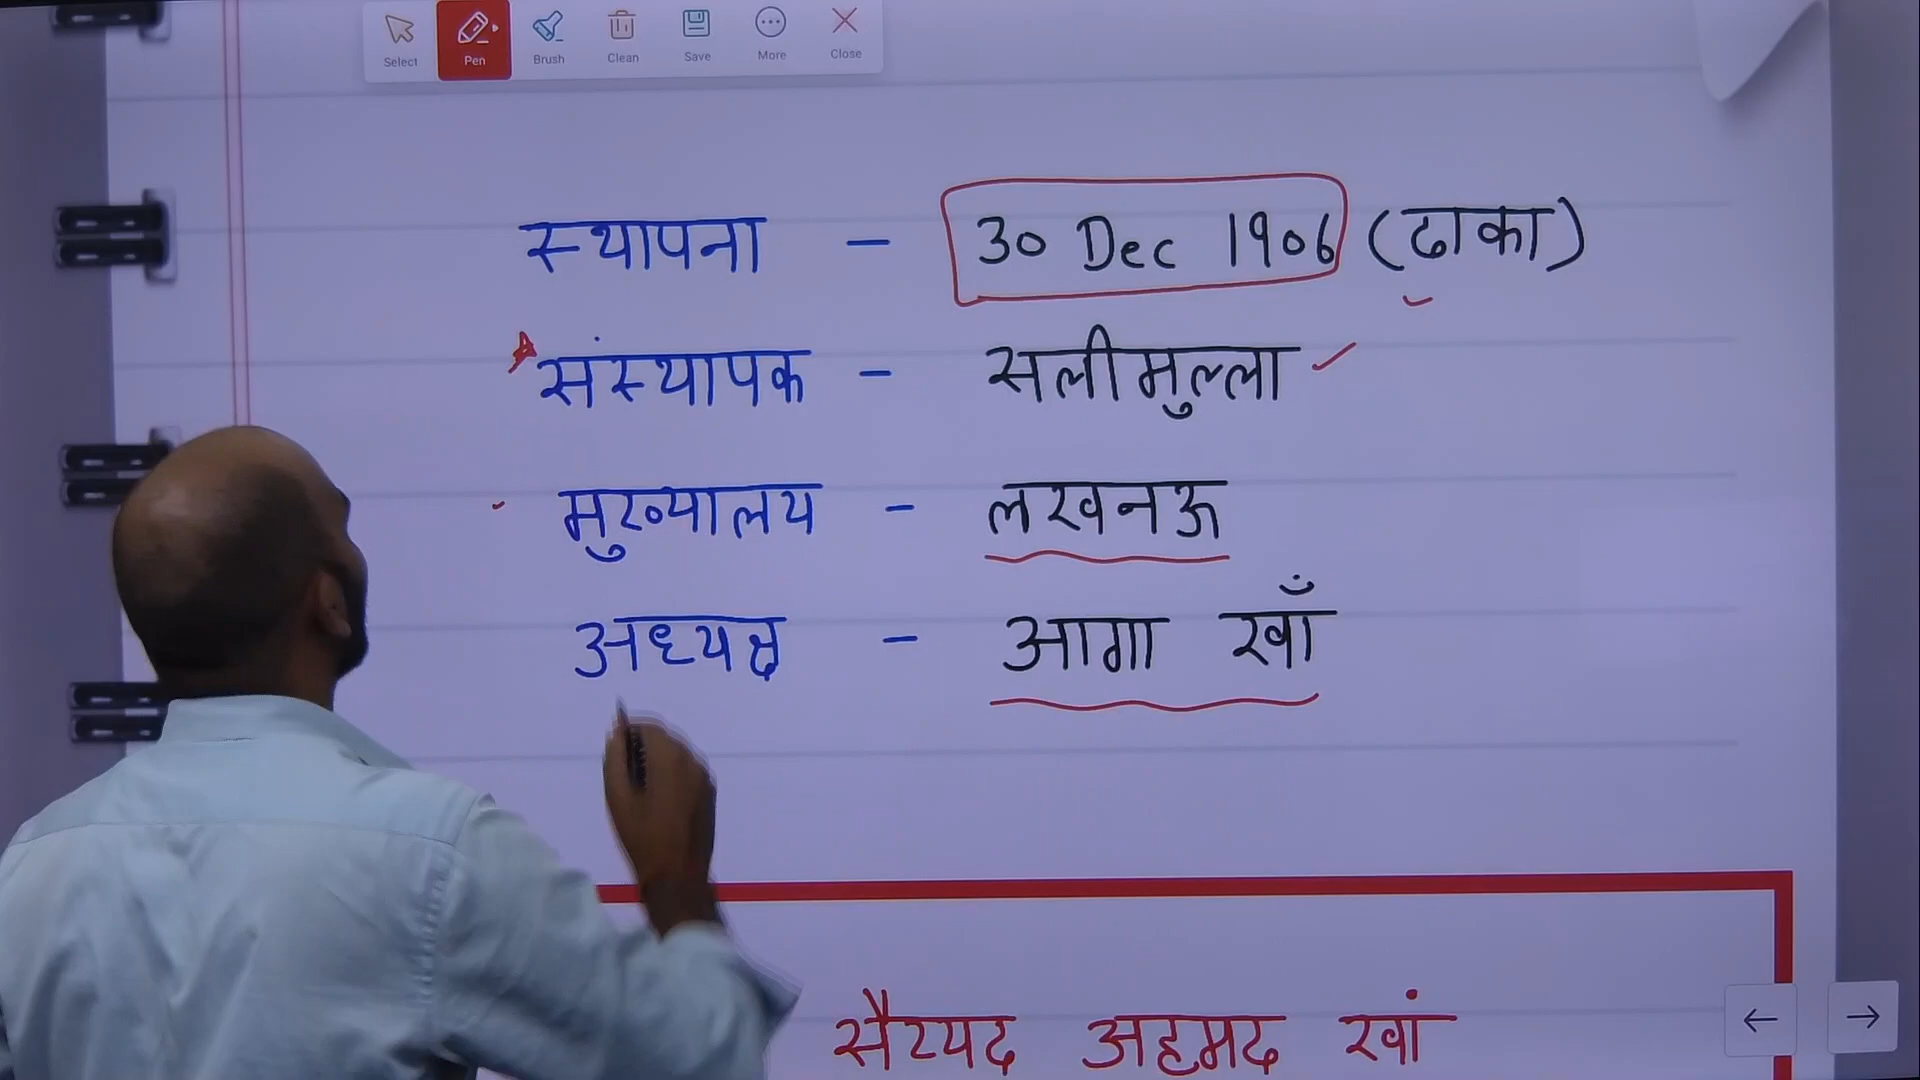 Select Pen Brush Clean Save More Close
स्थापना - 30 Dec 1906 (ढाका)
संस्थापक - सलीमुल्ला
मुख्यालय - लखनऊ
अध्यक्ष - आगा खाँ
सैय्यद अहमद खां